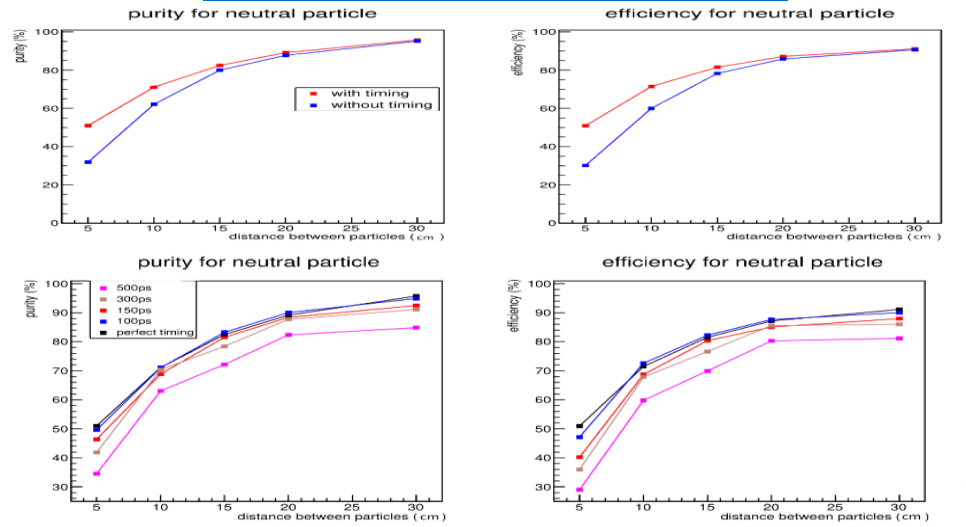 purity for neutral particle
purity (%)
100
80
60
40
20
0
with timing
without timing
5 10 15 20 25 30
distance between particles (cm)
efficiency for neutral particle
efficiency (%)
100
80
60
40
20
0
5 10 15 20 25 30
distance between particles (cm)
purity for neutral particle
purity (%)
100
90
80
70
60
50
40
30
500ps
300ps
150ps
100ps
perfect timing
5 10 15 20 25 30
distance between particles (cm)
efficiency for neutral particle
efficiency (%)
100
90
80
70
60
50
40
30
5 10 15 20 25 30
distance between particles (cm)